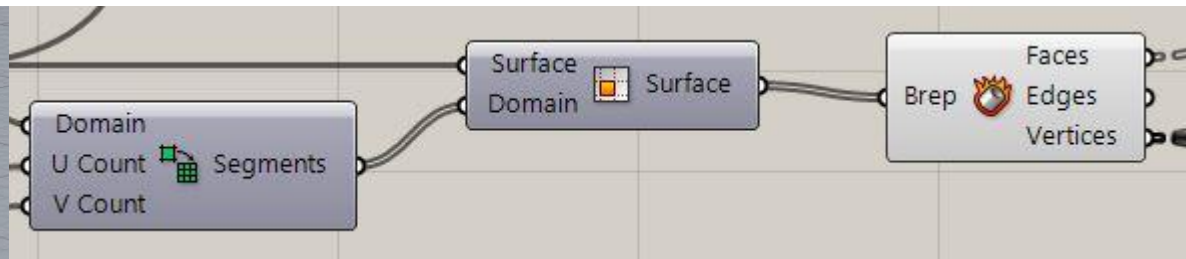 Domain
U Count
V Count
Segments
Surface
Domain
Surface
Brep
Faces
Edges
Vertices